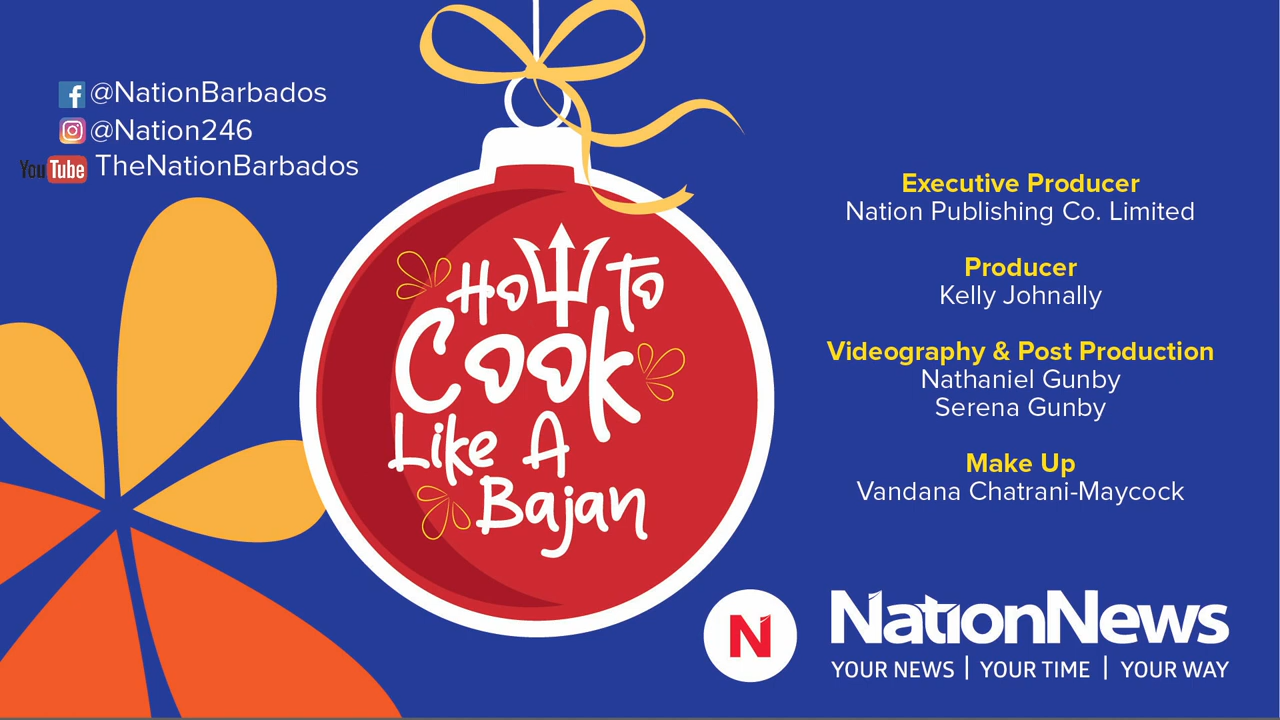 @NationBarbados
@Nation246
YouTube TheNationBarbados
How to
Cook
Like A
Bajan
Executive Producer
Nation Publishing Co. Limited
Producer
Kelly Johnally
Videography & Post Production
Nathaniel Gunby
Serena Gunby
Make Up
Vandana Chatrani-Maycock
N NationNews
YOUR NEWS | YOUR TIME | YOUR WAY